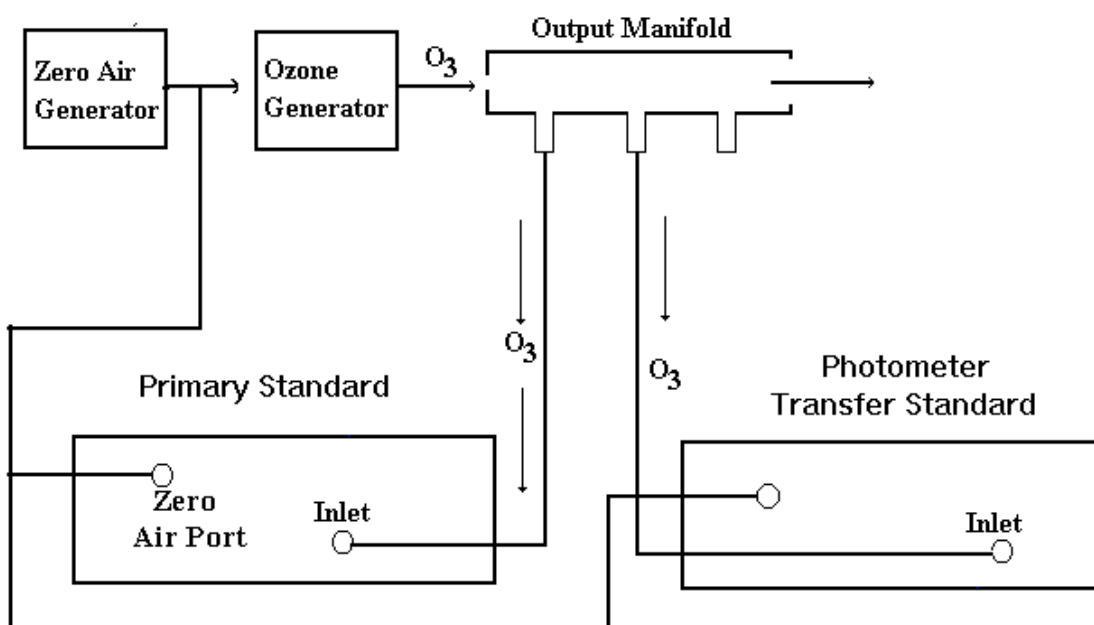 Output Manifold
Zero Air
Generator
Ozone
Generator
O3
O3
O3
Primary Standard
Photometer
Transfer Standard
Zero
Air Port
Inlet
Inlet